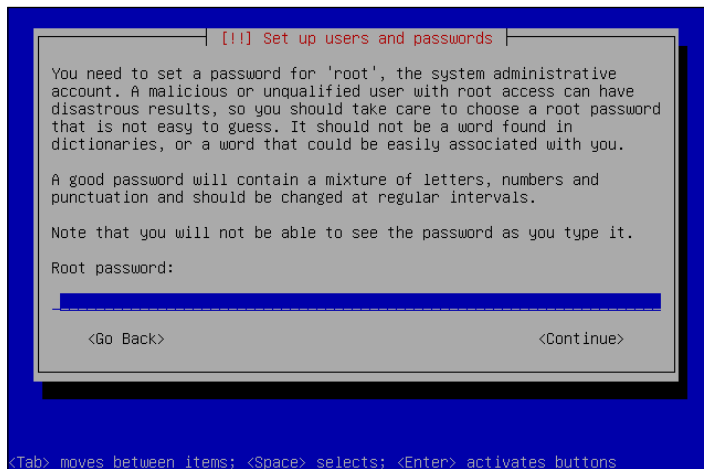 [!!] Set up users and passwords
You need to set a password for 'root', the system administrative
account. A malicious or unqualified user with root access can have
disastrous results, so you should take care to choose a root password
that is not easy to guess. It should not be a word found in
dictionaries, or a word that could be easily associated with you.
A good password will contain a mixture of letters, numbers and
punctuation and should be changed at regular intervals.
Note that you will not be able to see the password as you type it.
Root password:
<Go Back> <Continue>
<Tab> moves between items; <Space> selects; <Enter> activates buttons